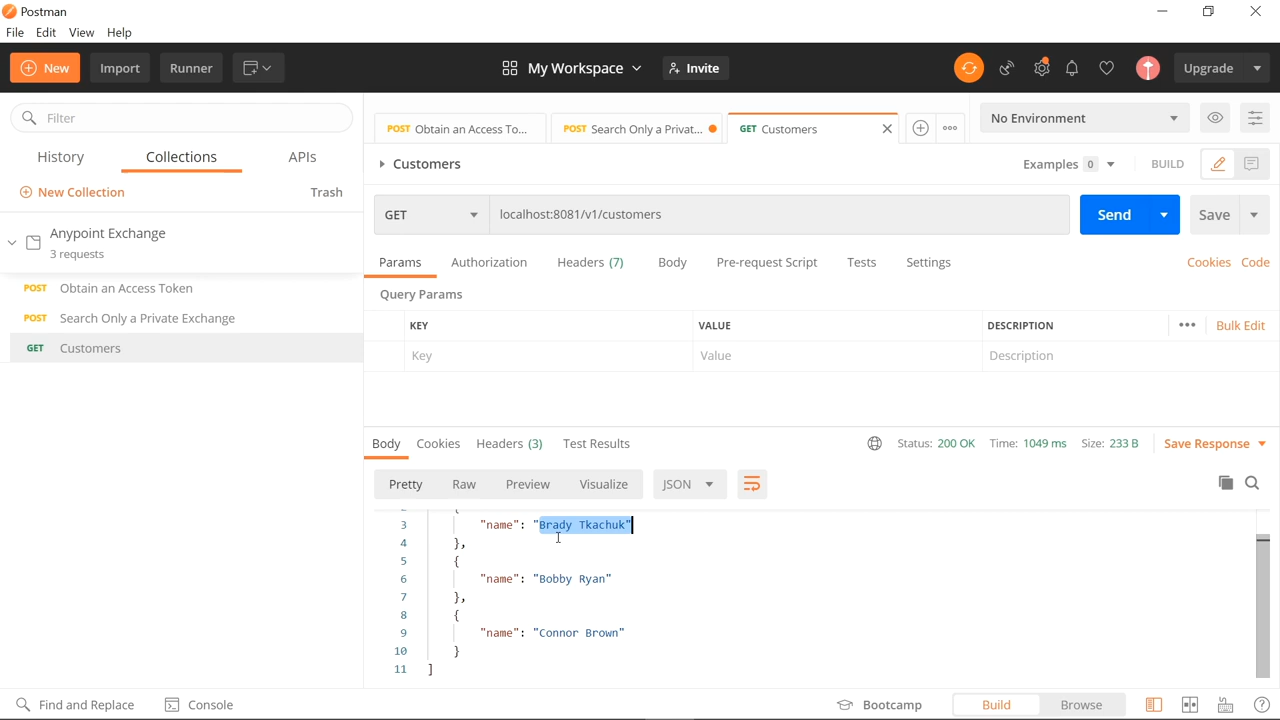 Postman
File Edit View Help
New Import Runner My Workspace Invite Upgrade
Filter
History Collections APIs
New Collection Trash
Anypoint Exchange
3 requests
POST Obtain an Access Token
POST Search Only a Private Exchange
GET Customers
POST Obtain an Access To... POST Search Only a Privat... GET Customers No Environment
Customers Examples 0 BUILD
GET localhost:8081/v1/customers Send Save
Params Authorization Headers (7) Body Pre-request Script Tests Settings Cookies Code
Query Params
KEY VALUE DESCRIPTION Bulk Edit
Key Value Description
Body Cookies Headers (3) Test Results Status: 200 OK Time: 1049 ms Size: 233 B Save Response
Pretty Raw Preview Visualize JSON
3 "name": "Brady Tkachuk"
4 },
5 {
6 "name": "Bobby Ryan"
7 },
8 {
9 "name": "Connor Brown"
10 }
11 ]
Find and Replace Console Bootcamp Build Browse